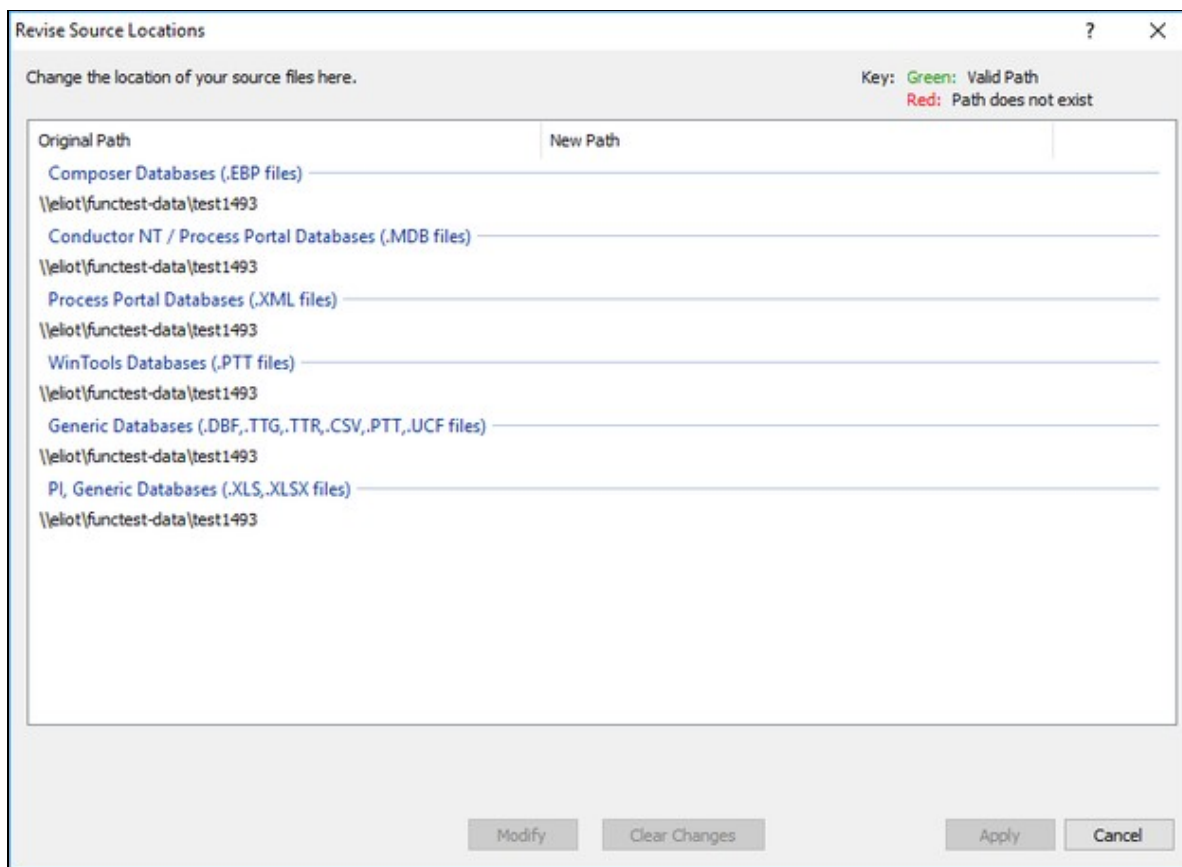 Revise Source Locations ? ×
Change the location of your source files here.
Key: Green: Valid Path
Red: Path does not exist
Original Path New Path
Composer Databases (.EBP files)
\\eliot\functest-data\test1493
Conductor NT / Process Portal Databases (.MDB files)
\\eliot\functest-data\test1493
Process Portal Databases (.XML files)
\\eliot\functest-data\test1493
WinTools Databases (.PTT files)
\\eliot\functest-data\test1493
Generic Databases (.DBF,.TTG,.TTR,.CSV,.PTT,.UCF files)
\\eliot\functest-data\test1493
PI, Generic Databases (.XLS,.XLSX files)
\\eliot\functest-data\test1493
Modify Clear Changes Apply Cancel